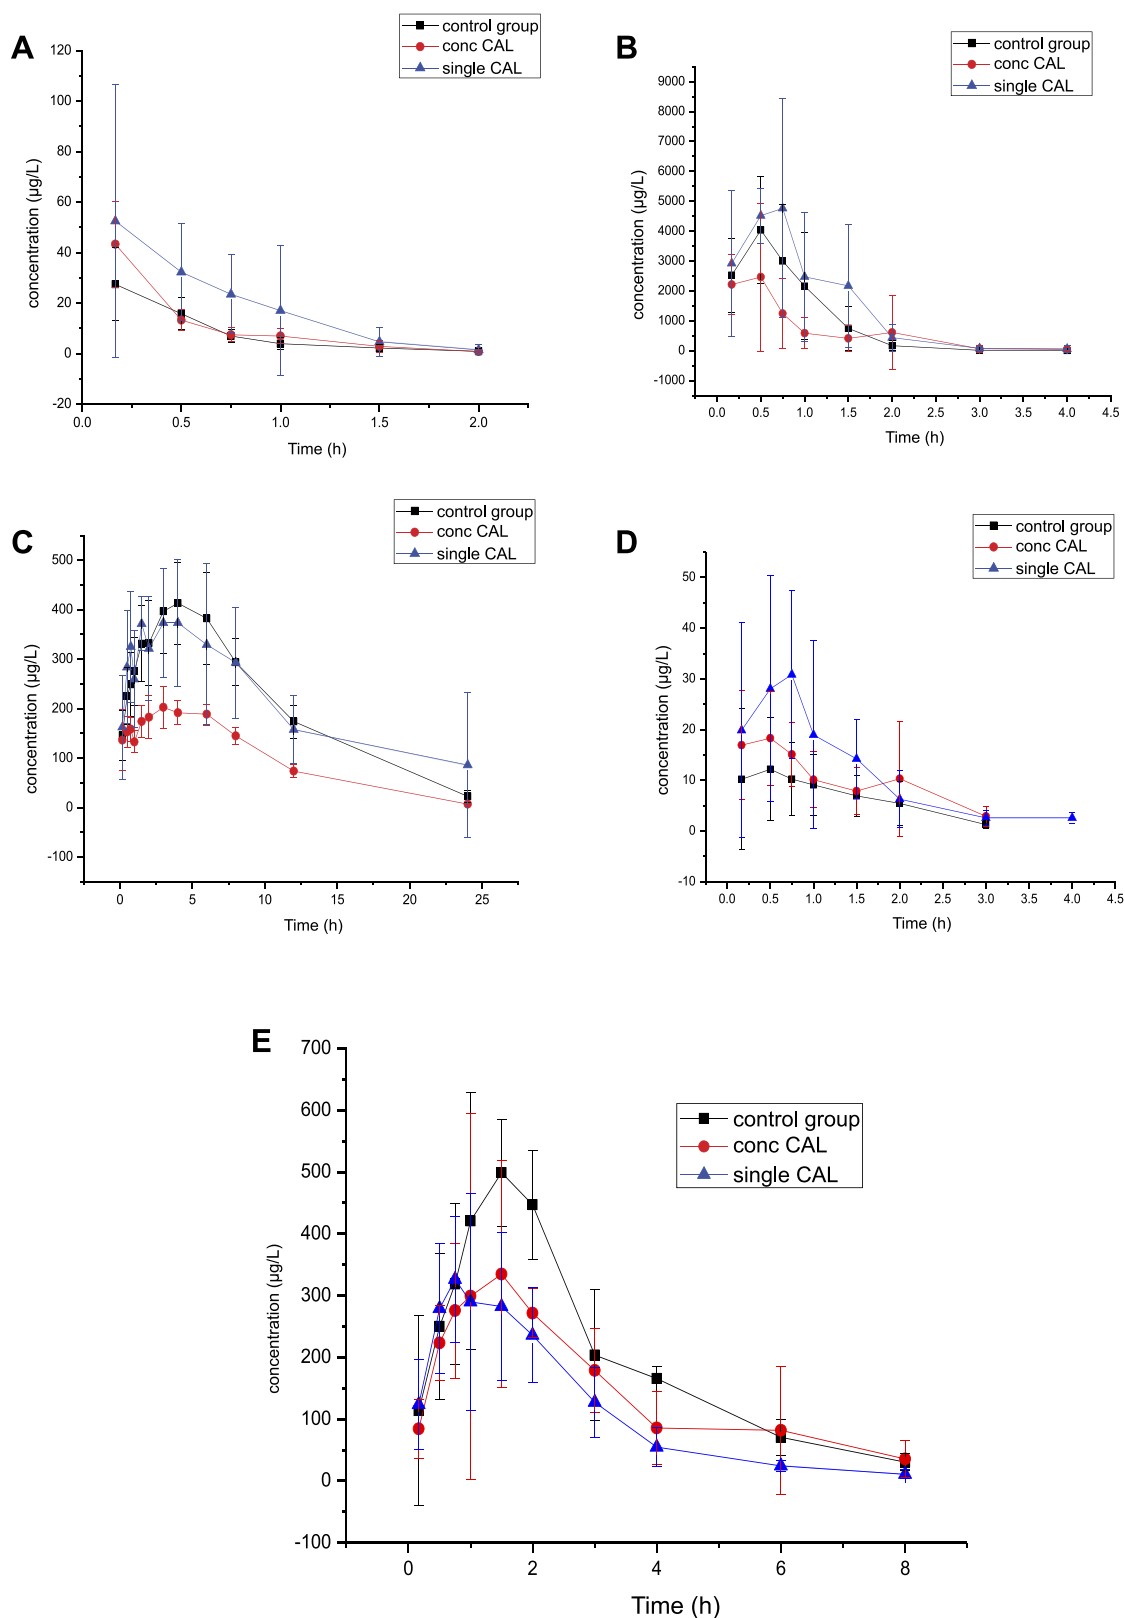 A
control group
conc CAL
single CAL
120
100
80
60
40
20
0
-20
concentration (µg/L)
0.0 0.5 1.0 1.5 2.0
Time (h)
B
control group
conc CAL
single CAL
9000
8000
7000
6000
5000
4000
3000
2000
1000
0
-1000
concentration (µg/L)
0.0 0.5 1.0 1.5 2.0 2.5 3.0 3.5 4.0 4.5
Time (h)
C
control group
conc CAL
single CAL
500
400
300
200
100
0
-100
concentration (µg/L)
0 5 10 15 20 25
Time (h)
D
control group
conc CAL
single CAL
50
40
30
20
10
0
-10
concentration (µg/L)
0.0 0.5 1.0 1.5 2.0 2.5 3.0 3.5 4.0 4.5
Time (h)
E
control group
conc CAL
single CAL
700
600
500
400
300
200
100
0
-100
concentration (µg/L)
0 2 4 6 8
Time (h)